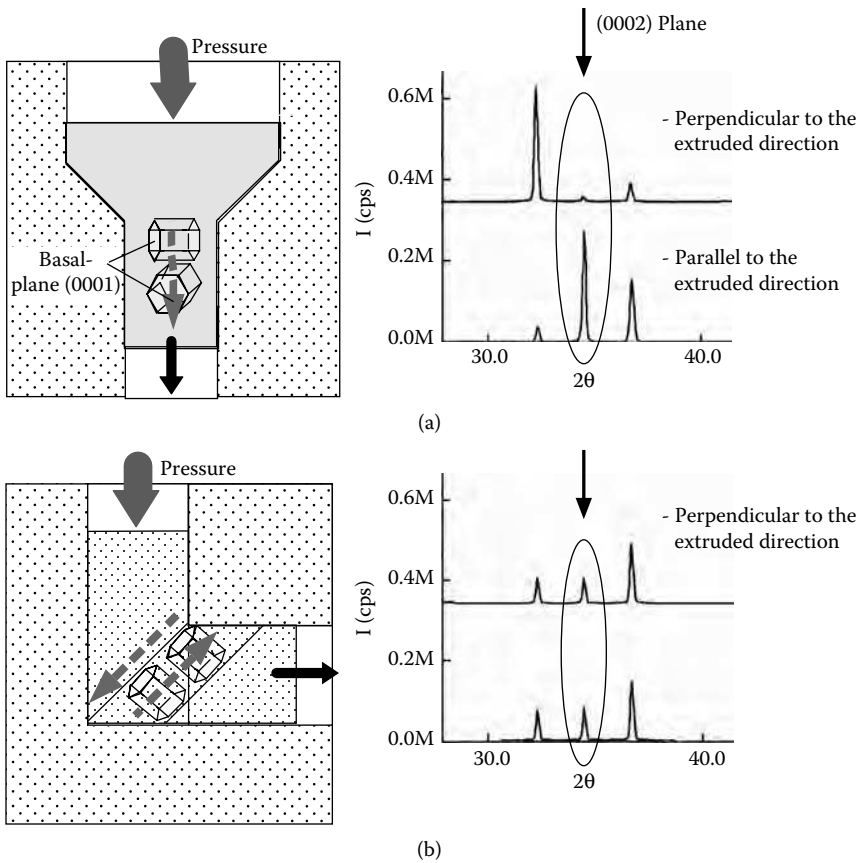 Pressure
Basal-
plane (0001)
(0002) Plane
I (cps)
0.6M
0.4M
0.2M
0.0M
30.0
40.0
2θ
- Perpendicular to the
extruded direction
- Parallel to the
extruded direction
(a)
Pressure
I (cps)
0.6M
0.4M
0.2M
0.0M
30.0
40.0
2θ
- Perpendicular to the
extruded direction
(b)